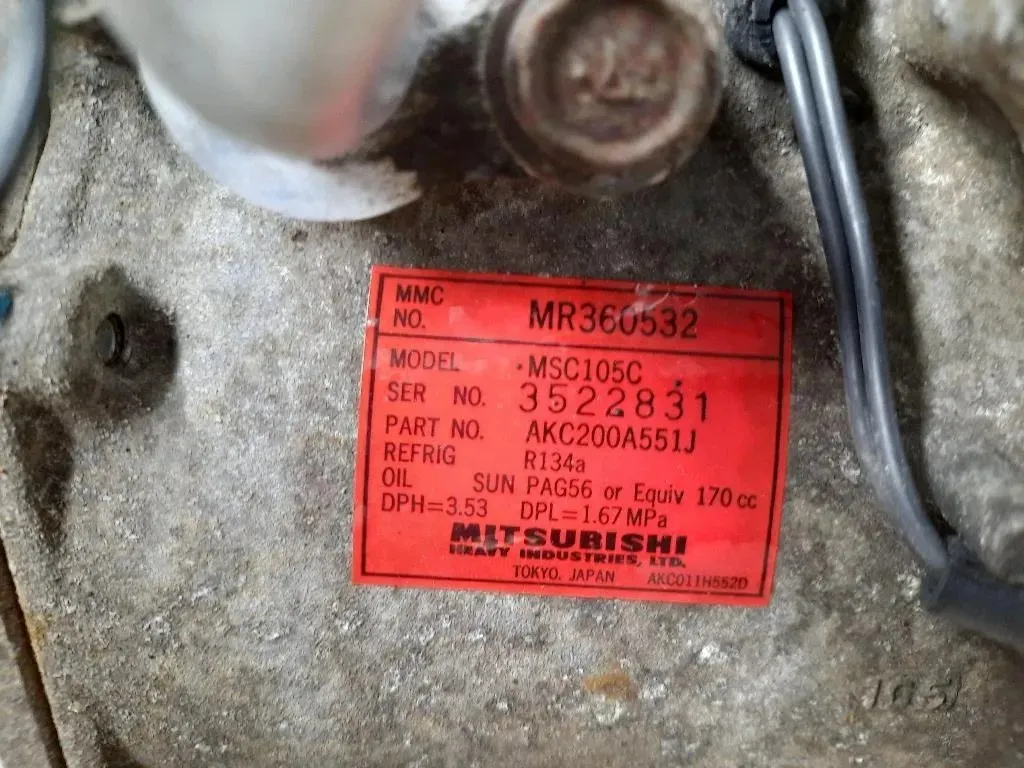 MMC NO. MR360532
MODEL MSC105C
SER NO. 3522831
PART NO. AKC200A551J
REFRIG R134a
OIL SUN PAG56 or Equiv 170 cc
DPH=3.53 DPL=1.67 MPa
MITSUBISHI
HEAVY INDUSTRIES, LTD.
TOKYO. JAPAN AKC011H552D